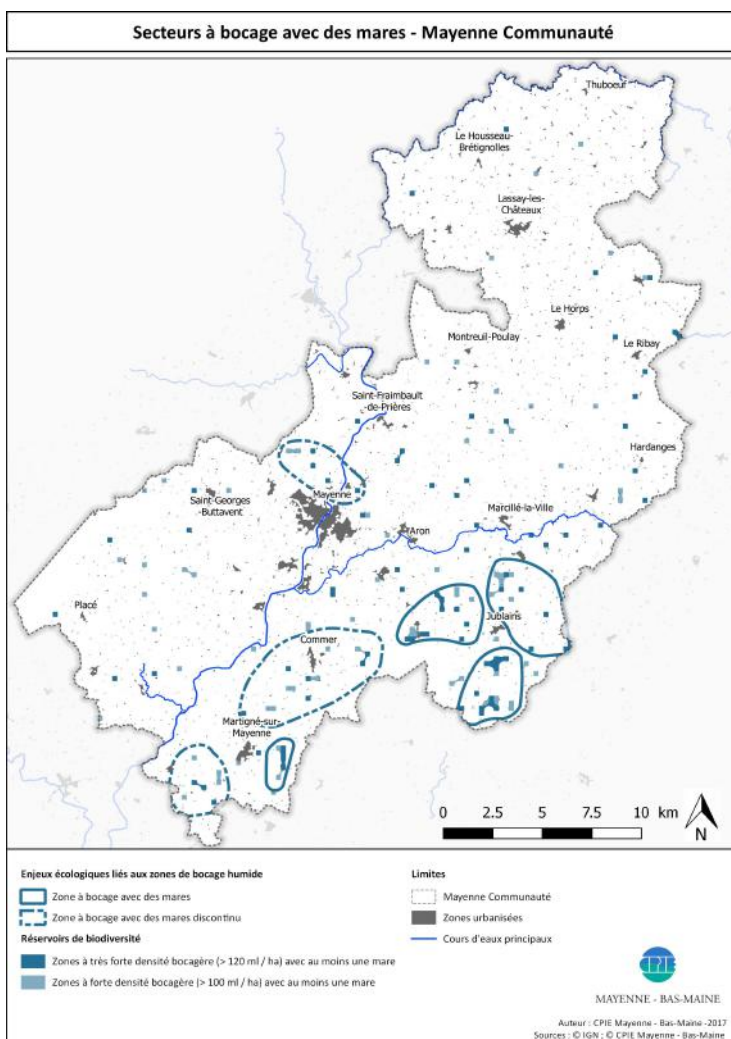 Secteurs à bocage avec des mares - Mayenne Communauté
Thuboeuf
Le Housseau-
Brétignolles
Lassay-les-
Châteaux
Le Horps
Montreuil-Poulay
Le Ribay
Saint-Fraimbault
-de-Prières
Hardanges
Mayenne
Saint-Georges
-Buttavent
Marcillé-la-Ville
Aron
Placé
Jublains
Commer
Martigné-sur-
Mayenne
0 2.5 5 7.5 10 km
N
Enjeux écologiques liés aux zones de bocage humide
Zone à bocage avec des mares
Zone à bocage avec des mares discontinu
Réservoirs de biodiversité
Zones à très forte densité bocagère (> 120 ml / ha) avec au moins une mare
Zones à forte densité bocagère (> 100 ml / ha) avec au moins une mare
Limites
Mayenne Communauté
Zones urbanisées
Cours d'eaux principaux
CPIE
MAYENNE - BAS-MAINE
Auteur : CPIE Mayenne - Bas-Maine -2017
Sources : © IGN ; © CPIE Mayenne - Bas-Maine